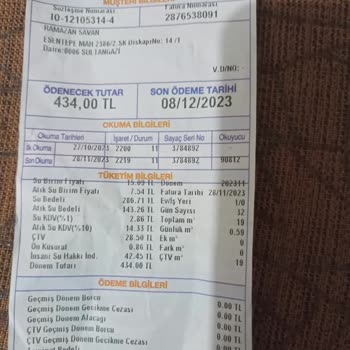 MÜŞTERİ BİLGİLERİ
Sözleşme Numarası Fatura Numarası
10-12105314-4 2876538091
RAMAZAN SAVAN
ESENTEPE MAH 2386/2.SK DışkapıNo: 14/1
Daire:0006 SULTANGAZİ
V.D/NO:
ÖDENECEK TUTAR SON ÖDEME TARİHİ
434,00 TL 08/12/2023
OKUMA BİLGİLERİ
Okuma Tarihleri İşaret / Durum Sayaç Seri No Okuyucu
İlk Okuma 27/10/2023 2200 11 3784892
Son Okuma 28/11/2023 2219 11 3784892 90812
TÜKETİM BİLGİLERİ
Su Birim Fiyatı 15.09 TL Dönem 202311
Atık Su Birim Fiyatı 7.54 TL Fatura Tarihi 28/11/2023
Su Bedeli 286.71 TL Ev/İş Yeri 1/0
Atık Su Bedeli 143.26 TL Gün Sayısı 32
Su KDV(%1) 2.86 TL Toplam m³ 19
Atık Su KDV(%10) 14.33 TL Günlük m³ 0.59
ÇTV 28.50 TL Ek m³ 0
Ön Küsurat 0.86 TL Fark m³ 0
İnsani Su Hakkı İnd. 42.45 TL ÇTV m³ 19
Dönem Tutarı 434.00 TL
ÖDEME BİLGİLERİ
Geçmiş Dönem Borcu 0.00 TL
Geçmiş Dönem Gecikme Cezası 0.00 TL
Geçmiş Dönem Alacağı 0.00 TL
ÇTV Geçmiş Dönem Borcu 0.00 TL
ÇTV Geçmiş Dönem Gecikme Cezası 0.00 TL
Bedeli 0.00 TL